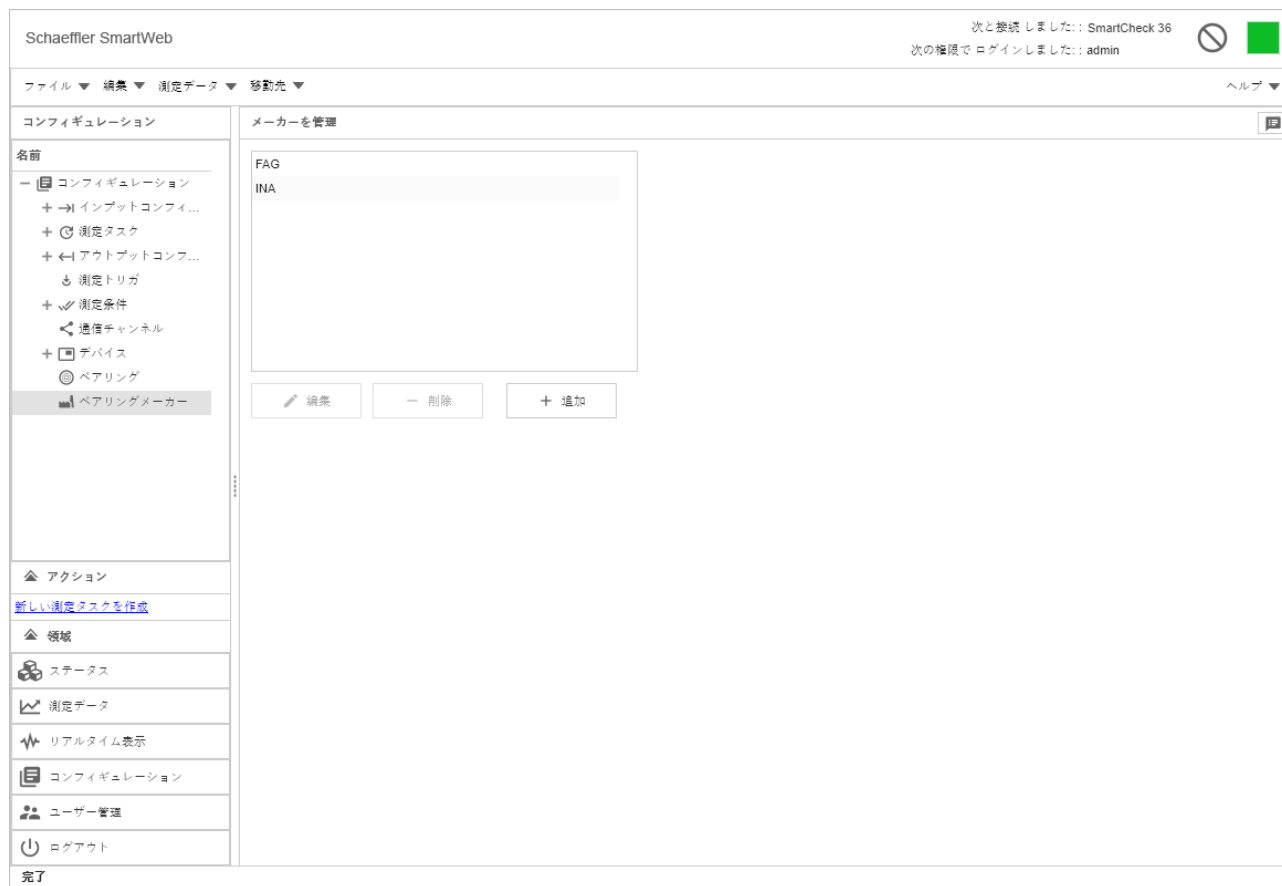 Schaeffler SmartWeb
次と接続 しました: : SmartCheck 36
次の権限で ログインしました: : admin
ファイル 編集 測定データ 移動先 ヘルプ
コンフィギュレーション
メーカーを管理
名前
コンフィギュレーション
インプットコンフィ...
測定タスク
アウトプットコンフ...
測定トリガ
測定条件
通信チャンネル
デバイス
ベアリング
ベアリングメーカー
FAG
INA
編集 削除 追加
アクション
新しい測定タスクを作成
領域
ステータス
測定データ
リアルタイム表示
コンフィギュレーション
ユーザー管理
ログアウト
完了